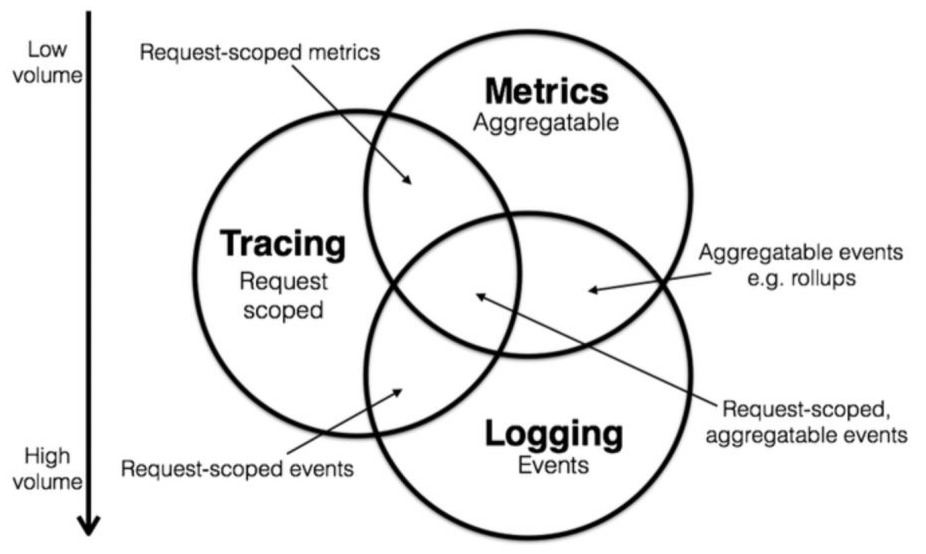 Low
volume
Request-scoped metrics
Metrics
Aggregatable
Tracing
Request
scoped
Aggregatable events
e.g. rollups
Request-scoped,
aggregatable events
Logging
Events
High
volume
Request-scoped events